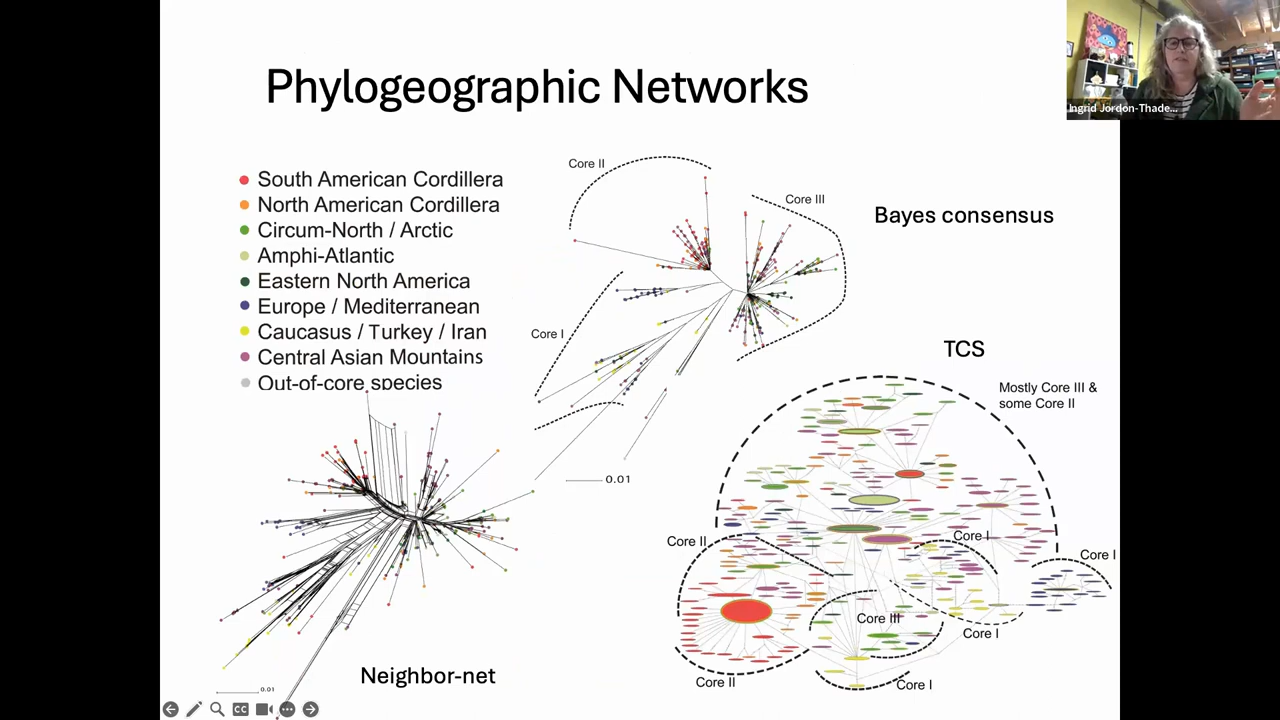 Phylogeographic Networks
Ingrid Jordon-Thade...
South American Cordillera
North American Cordillera
Circum-North / Arctic
Amphi-Atlantic
Eastern North America
Europe / Mediterranean
Caucasus / Turkey / Iran
Central Asian Mountains
Out-of-core species
Core II
Core III
Core I
0.01
Bayes consensus
TCS
Mostly Core III &
some Core II
Core II
Core I
Core I
Core III
Core I
Core II
Core I
Neighbor-net
0.01
CC